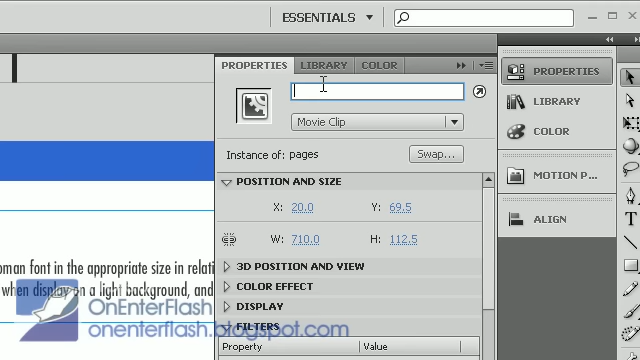 ESSENTIALS
PROPERTIES LIBRARY COLOR
PROPERTIES
LIBRARY
COLOR
MOTION P...
ALIGN
Movie Clip
Instance of: pages Swap...
POSITION AND SIZE
X: 20.0 Y: 69.5
W: 710.0 H: 112.5
3D POSITION AND VIEW
COLOR EFFECT
DISPLAY
FILTERS
Property Value
oman font in the appropriate size in relati
when display on a light background, and
OnEnterFlash
onenterflash.blogspot.com